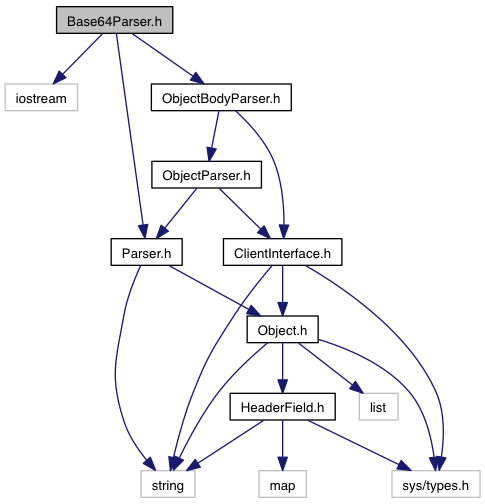 Base64Parser.h
iostream
ObjectBodyParser.h
ObjectParser.h
Parser.h
ClientInterface.h
Object.h
HeaderField.h
list
string
map
sys/types.h